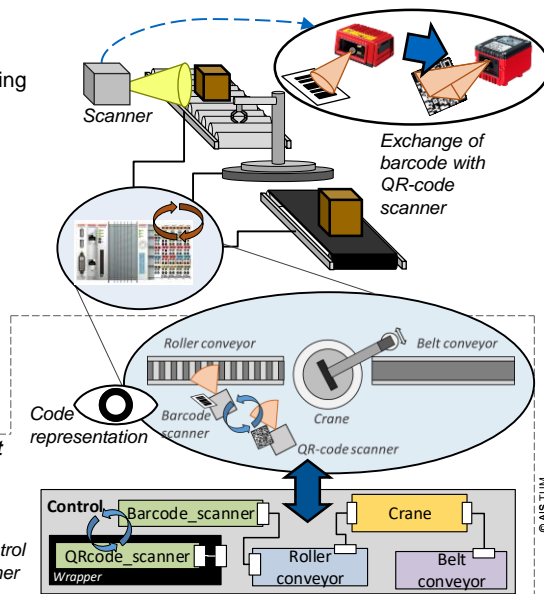 ing
Scanner
Exchange of
barcode with
QR-code
scanner
Roller conveyor
Belt conveyor
Barcode
scanner
Crane
QR-code scanner
Code
representation
t
Control
Barcode_scanner
Crane
QRcode_scanner
Wrapper
Roller
conveyor
Belt
conveyor
trol
ner
© AIS TUM